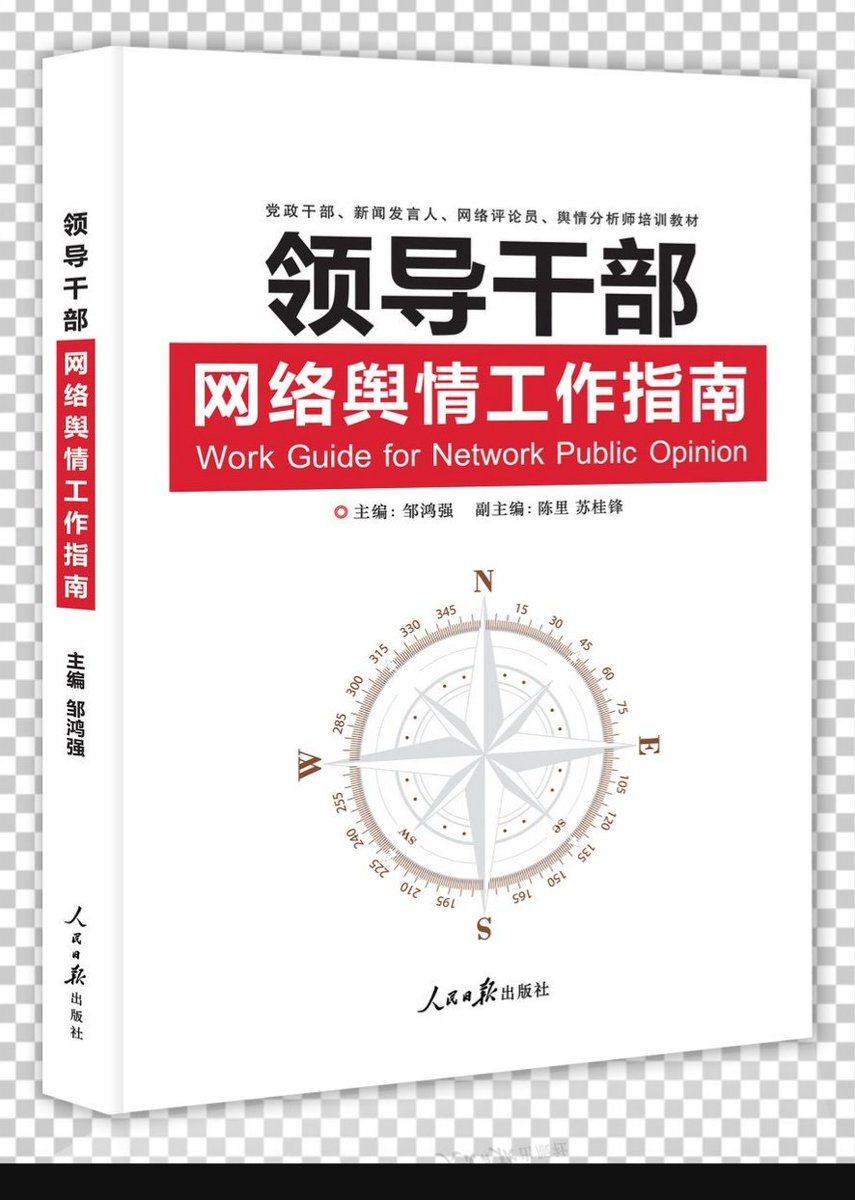 党政干部、新闻发言人、网络评论员、舆情分析师培训教材
领导干部
网络舆情工作指南
Work Guide for Network Public Opinion
主编：邹鸿强 副主编：陈里 苏桂锋
N
345 15
330 30
315 45
300 60
285 75
W E
255 105
240 120
225 135
210 150
195 165
sw se
S
人民日报出版社
领导干部
网络舆情工作指南
主编 邹鸿强
人民日报出版社